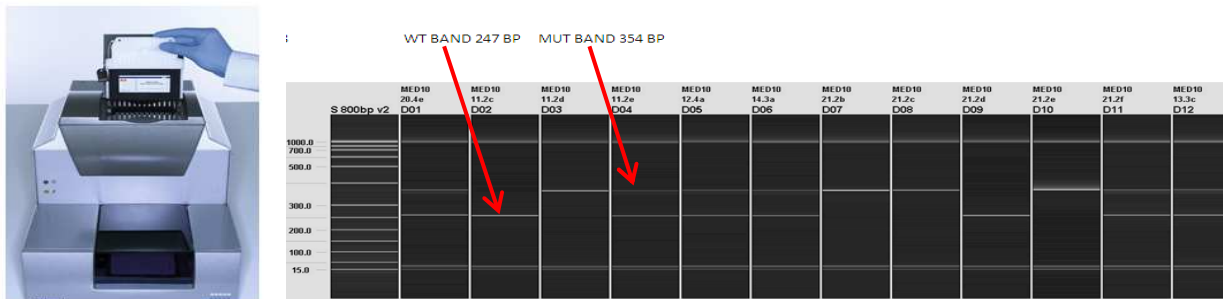 WT BAND 247 BP MUT BAND 354 BP
MED10 MED10 MED10 MED10 MED10 MED10 MED10 MED10 MED10 MED10 MED10 MED10
20.4e 11.2c 11.2d 11.2e 12.4a 14.3a 21.2b 21.2c 21.2d 21.2e 21.2f 13.3c
S 800bp v2 D01 D02 D03 D04 D05 D06 D07 D08 D09 D10 D11 D12
1000.0
700.0
500.0
300.0
200.0
100.0
15.0